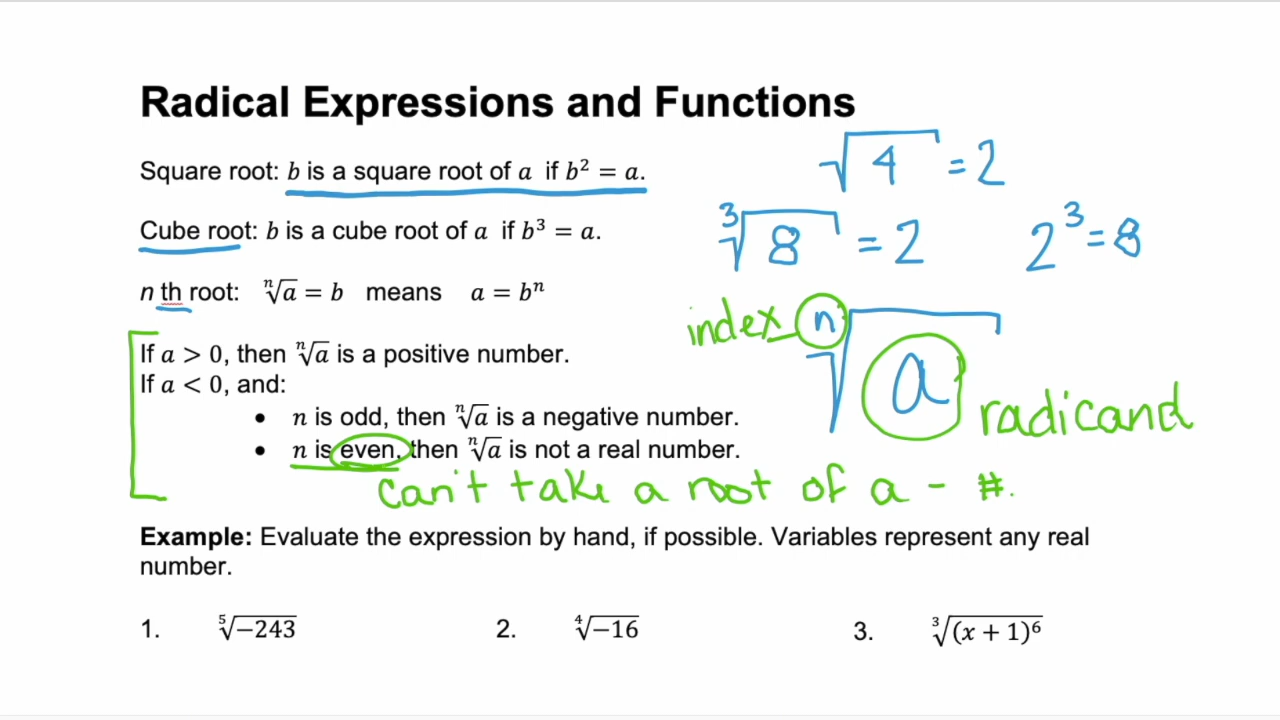 Radical Expressions and Functions
Square root: b is a square root of a if b² = a.
√4 = 2
Cube root: b is a cube root of a if b³ = a.
³√8 = 2 2³ = 8
n th root: ⁿ√a = b means a = bⁿ
index n√a radicand
If a > 0, then ⁿ√a is a positive number.
If a < 0, and:
• n is odd, then ⁿ√a is a negative number.
• n is even, then ⁿ√a is not a real number.
can't take a root of a - #.
Example: Evaluate the expression by hand, if possible. Variables represent any real
number.
1. ⁵√−243 2. ⁴√−16 3. ³√(x + 1)⁶